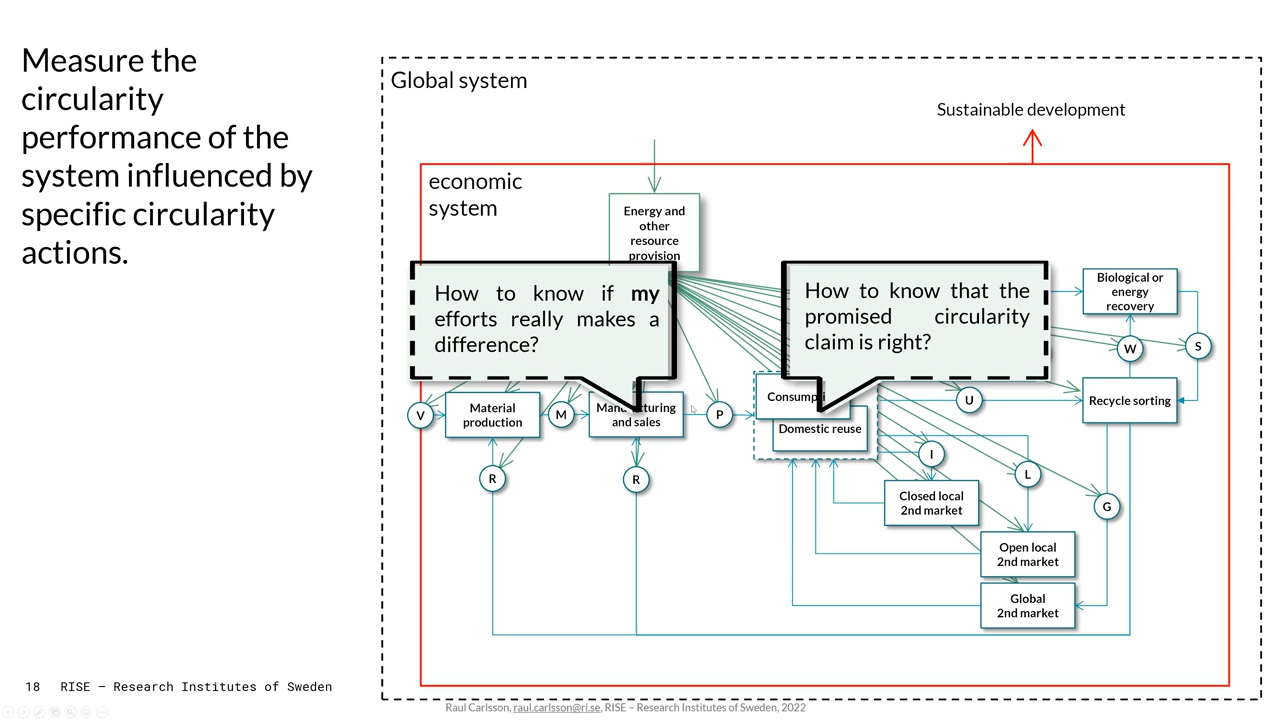 Measure the
circularity
performance of the
system influenced by
specific circularity
actions.
Global system
Sustainable development
economic
system
Energy and
other
resource
provision
How to know if my
efforts really makes a
difference?
How to know that the
promised circularity
claim is right?
Biological or
energy
recovery
W
S
V
Material
production
M
Manufacturing
and sales
P
Consumpti
Domestic reuse
U
Recycle sorting
R
R
I
L
G
Closed local
2nd market
Open local
2nd market
Global
2nd market
18 RISE — Research Institutes of Sweden
Raul Carlsson, raul.carlsson@ri.se, RISE – Research Institutes of Sweden, 2022